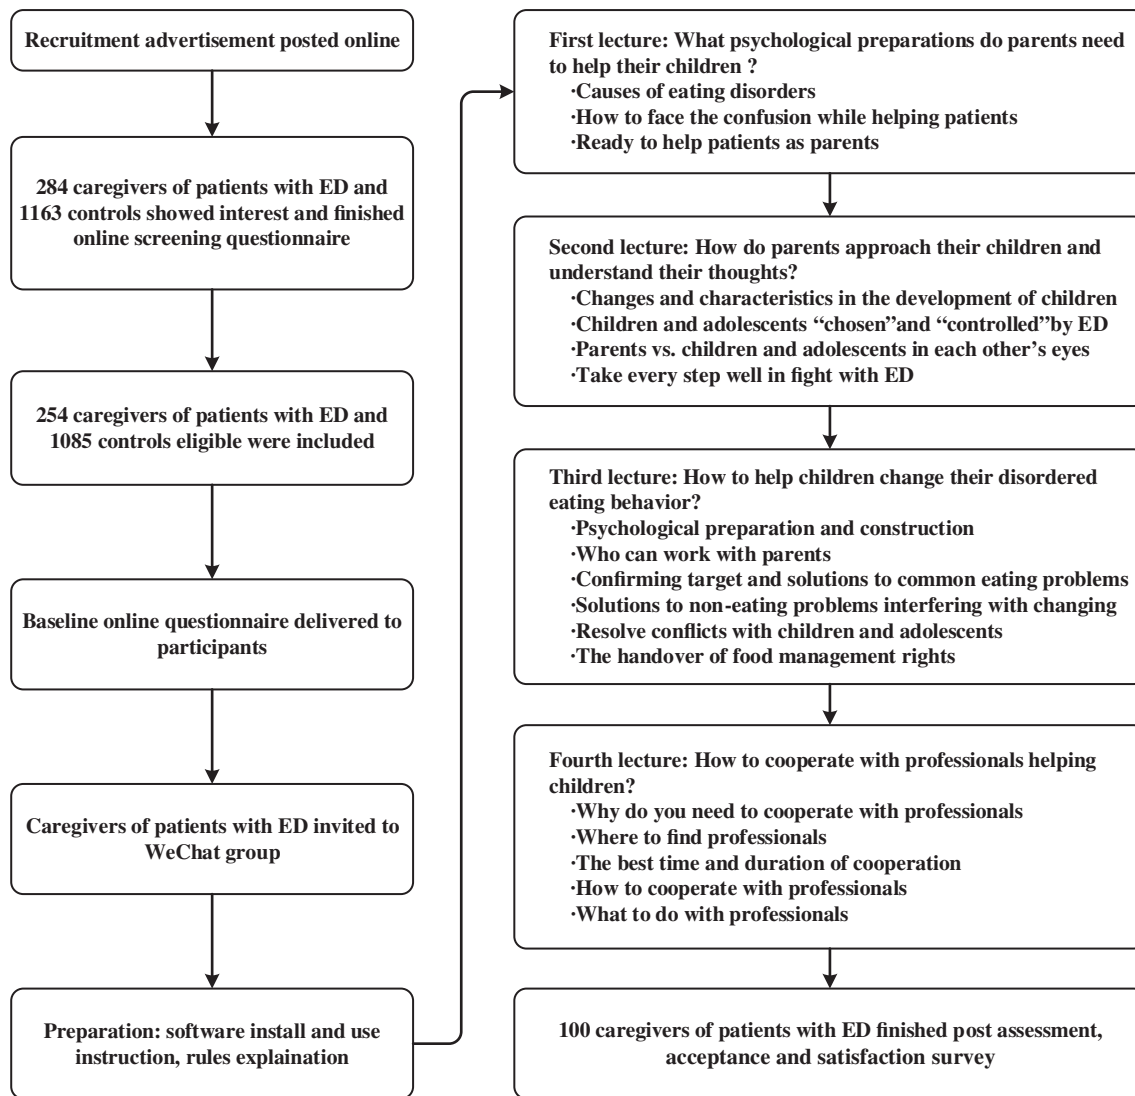 Recruitment advertisement posted online
284 caregivers of patients with ED and
1163 controls showed interest and finished
online screening questionnaire
254 caregivers of patients with ED and
1085 controls eligible were included
Baseline online questionnaire delivered to
participants
Caregivers of patients with ED invited to
WeChat group
Preparation: software install and use
instruction, rules explaination
First lecture: What psychological preparations do parents need
to help their children ?
·Causes of eating disorders
·How to face the confusion while helping patients
·Ready to help patients as parents
Second lecture: How do parents approach their children and
understand their thoughts?
·Changes and characteristics in the development of children
·Children and adolescents “chosen”and “controlled”by ED
·Parents vs. children and adolescents in each other’s eyes
·Take every step well in fight with ED
Third lecture: How to help children change their disordered
eating behavior?
·Psychological preparation and construction
·Who can work with parents
·Confirming target and solutions to common eating problems
·Solutions to non-eating problems interfering with changing
·Resolve conflicts with children and adolescents
·The handover of food management rights
Fourth lecture: How to cooperate with professionals helping
children?
·Why do you need to cooperate with professionals
·Where to find professionals
·The best time and duration of cooperation
·How to cooperate with professionals
·What to do with professionals
100 caregivers of patients with ED finished post assessment,
acceptance and satisfaction survey